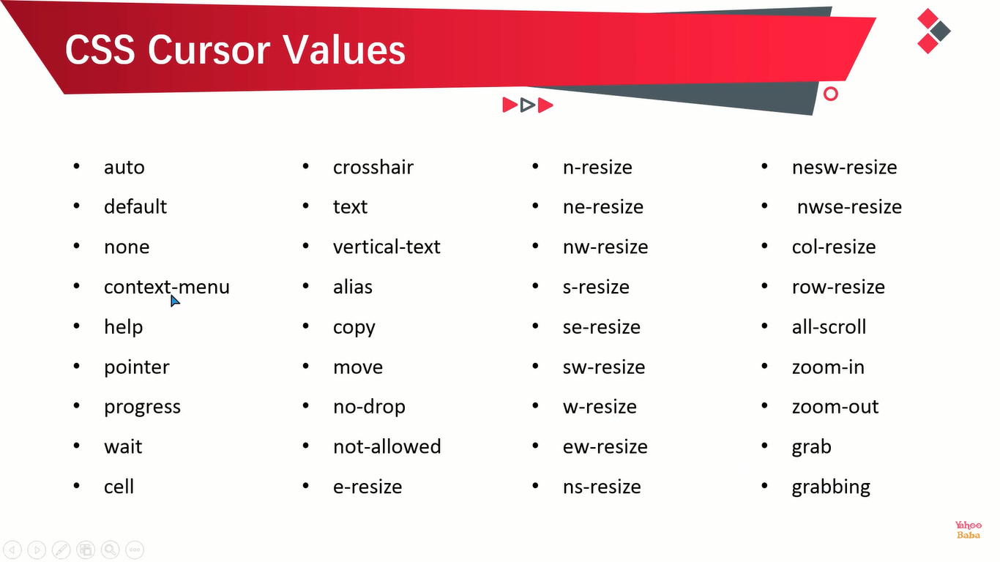 CSS Cursor Values
• auto
• default
• none
• context-menu
• help
• pointer
• progress
• wait
• cell
• crosshair
• text
• vertical-text
• alias
• copy
• move
• no-drop
• not-allowed
• e-resize
• n-resize
• ne-resize
• nw-resize
• s-resize
• se-resize
• sw-resize
• w-resize
• ew-resize
• ns-resize
• nesw-resize
• nwse-resize
• col-resize
• row-resize
• all-scroll
• zoom-in
• zoom-out
• grab
• grabbing
Yahoo
Baba